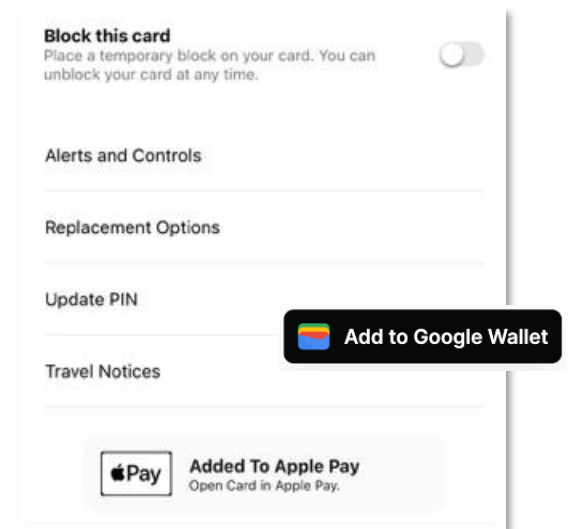 Block this card
Place a temporary block on your card. You can
unblock your card at any time.
Alerts and Controls
Replacement Options
Update PIN
Add to Google Wallet
Travel Notices
Pay
Added To Apple Pay
Open Card in Apple Pay.